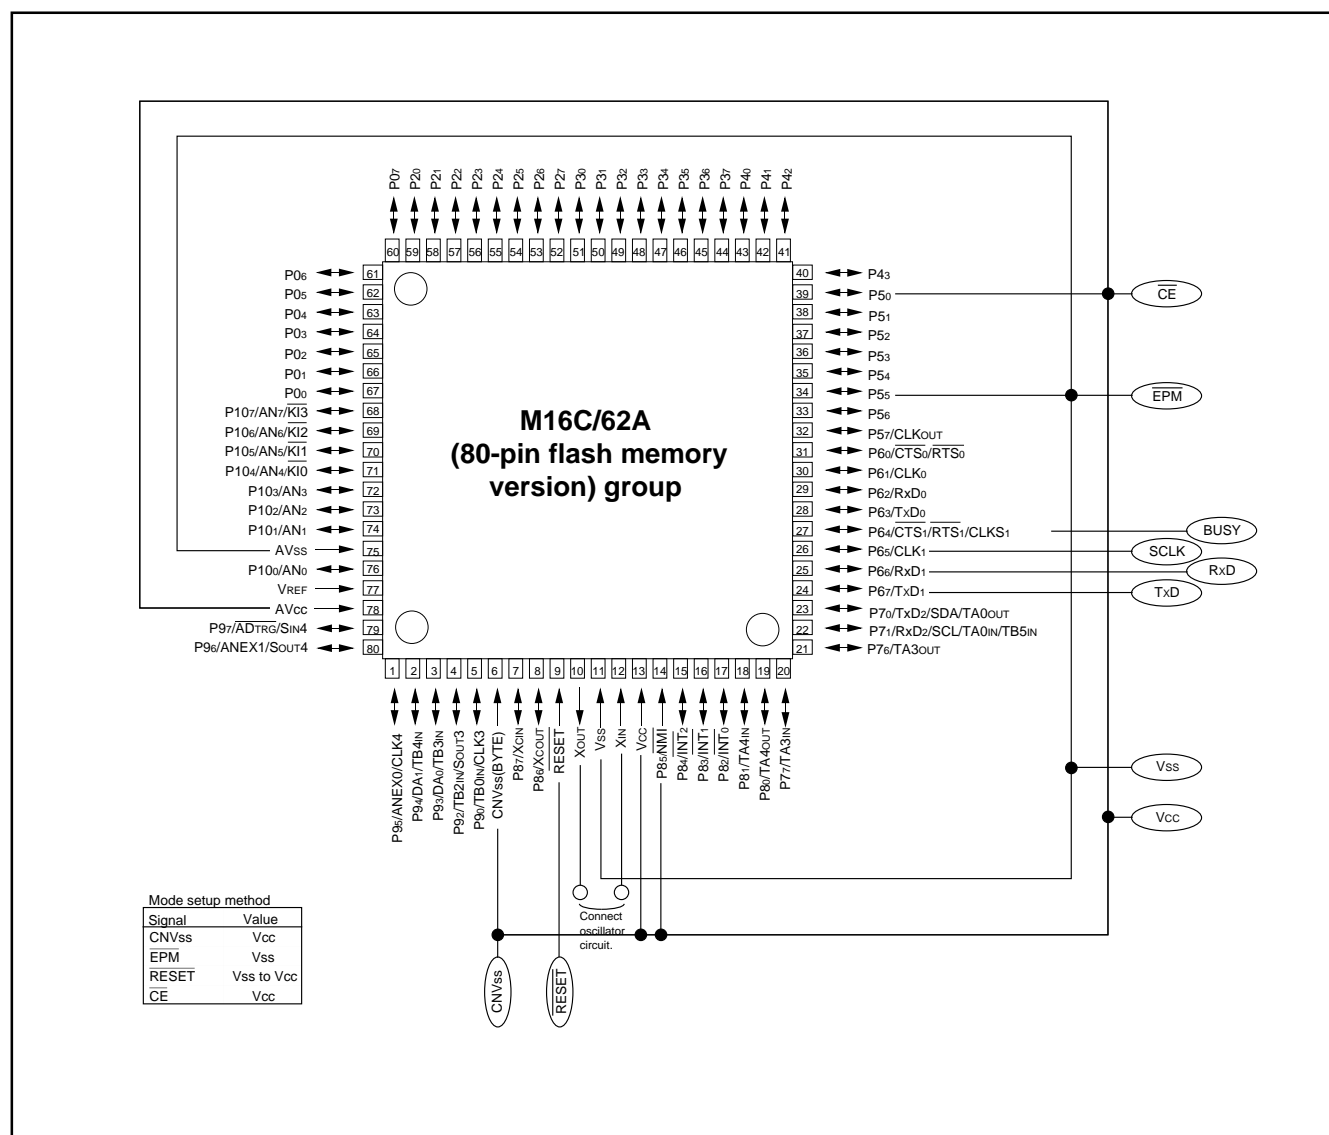 P07
P20
P21
P22
P23
P24
P25
P26
P27
P30
P31
P32
P33
P34
P35
P36
P37
P40
P41
P42
60
59
58
57
56
55
54
53
52
51
50
49
48
47
46
45
44
43
42
41
P06
P05
P04
P03
P02
P01
P00
P107/AN7/KI3
P106/AN6/KI2
P105/AN5/KI1
P104/AN4/KI0
P103/AN3
P102/AN2
P101/AN1
AVss
P100/AN0
VREF
AVcc
P97/ADTRG/SIN4
P96/ANEX1/SOUT4
61
62
63
64
65
66
67
68
69
70
71
72
73
74
75
76
77
78
79
80
M16C/62A
(80-pin flash memory
version) group
40
39
38
37
36
35
34
33
32
31
30
29
28
27
26
25
24
23
22
21
P43
P50
P51
P52
P53
P54
P55
P56
P57/CLKOUT
P60/CTS0/RTS0
P61/CLK0
P62/RxD0
P63/TXD0
P64/CTS1/RTS1/CLKS1
P65/CLK1
P66/RxD1
P67/TXD1
P70/TxD2/SDA/TA0OUT
P71/RxD2/SCL/TA0IN/TB5IN
P76/TA3OUT
CE
EPM
BUSY
SCLK
RxD
TxD
Vss
Vcc
1
2
3
4
5
6
7
8
9
10
11
12
13
14
15
16
17
18
19
20
P95/ANEX0/CLK4
P94/DA1/TB4IN
P93/DA0/TB3IN
P92/TB2IN/SOUT3
P90/TB0IN/CLK3
CNVss(BYTE)
P87/XCIN
P86/XCOUT
RESET
XOUT
Vss
XIN
Vcc
P85/NMI
P84/INT2
P83/INT1
P82/INT0
P81/TA4IN
P80/TA4OUT
P77/TA3IN
Connect
oscillator
circuit.
CNVss
RESET
Mode setup method
Signal Value
CNVss Vcc
EPM Vss
RESET Vss to Vcc
CE Vcc